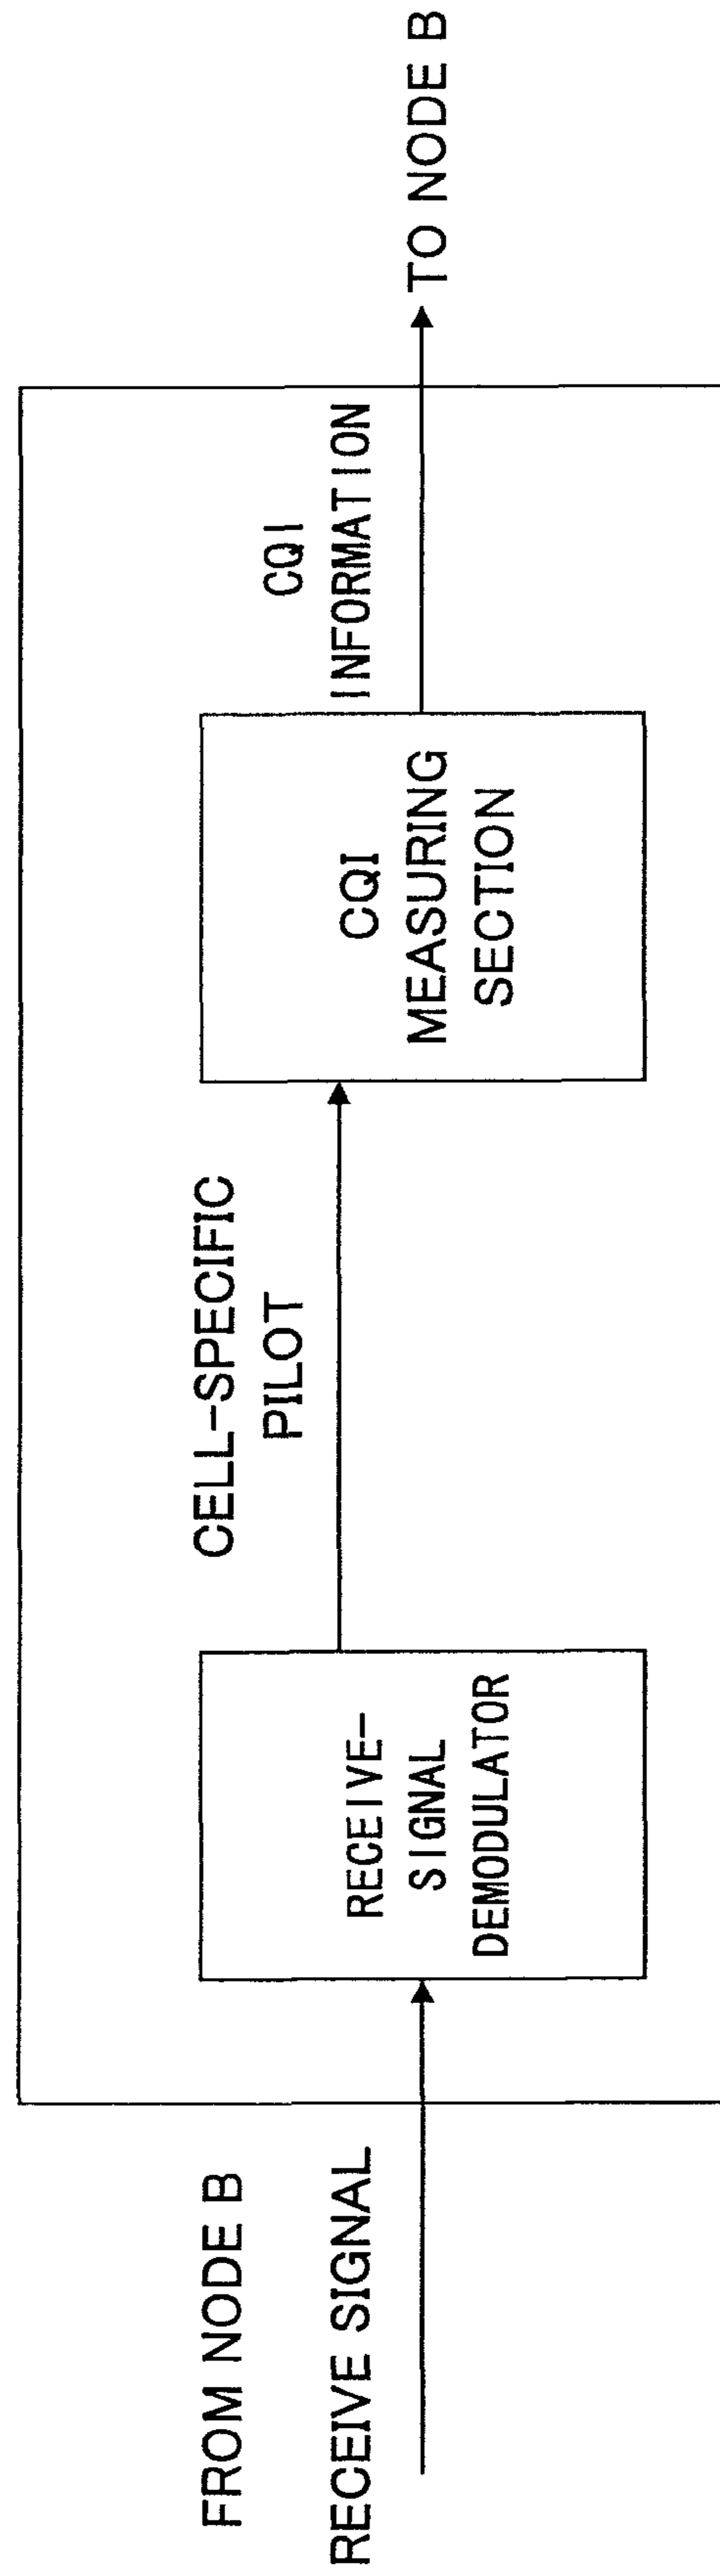 FROM NODE B
RECEIVE SIGNAL
RECEIVE-
SIGNAL
DEMODULATOR
CELL-SPECIFIC
PILOT
CQI
MEASURING
SECTION
CQI
INFORMATION
TO NODE B